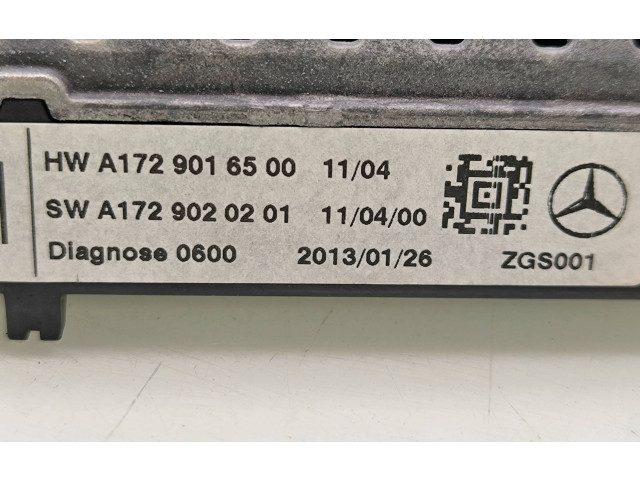 HW A172 901 65 00 11/04
SW A172 902 02 01 11/04/00
Diagnose 0600 2013/01/26 ZGS001